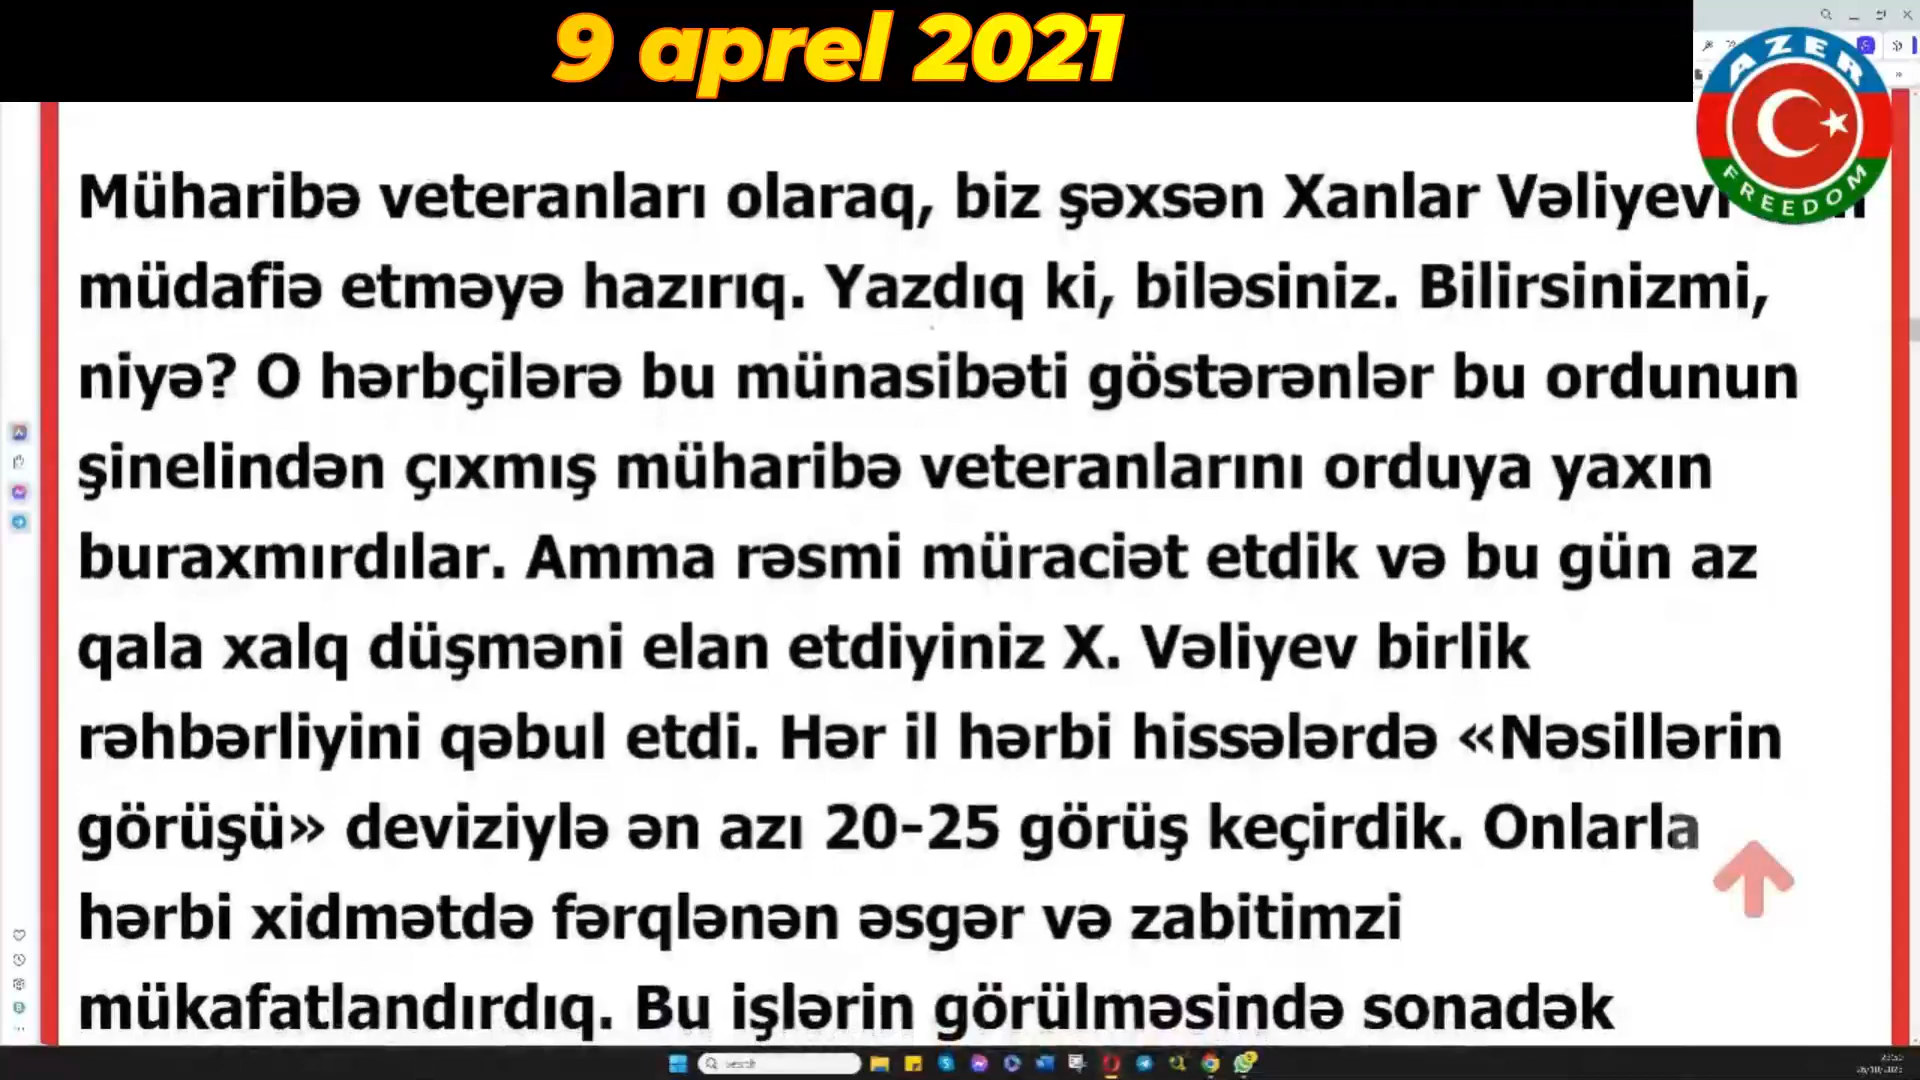 9 aprel 2021
AZER
FREEDOM
Müharibə veteranları olaraq, biz şəxsən Xanlar
müdafiə etməyə hazırıq. Yazdıq ki, biləsiniz. Bilirsinizmi,
niyə? O hərbçilərə bu münasibəti göstərənlər bu ordunun
şinelindən çıxmış müharibə veteranlarını orduya yaxın
buraxmırdılar. Amma rəsmi müraciət etdik və bu gün az
qala xalq düşməni elan etdiyiniz X. Vəliyev birlik
rəhbərliyini qəbul etdi. Hər il hərbi hissələrdə «Nəsillərin
görüşü» deviziylə ən azı 20-25 görüş keçirdik. Onlarla
hərbi xidmətdə fərqlənən əsgər və zabitimzi
mükafatlandırdıq. Bu işlərin görülməsində sonadək